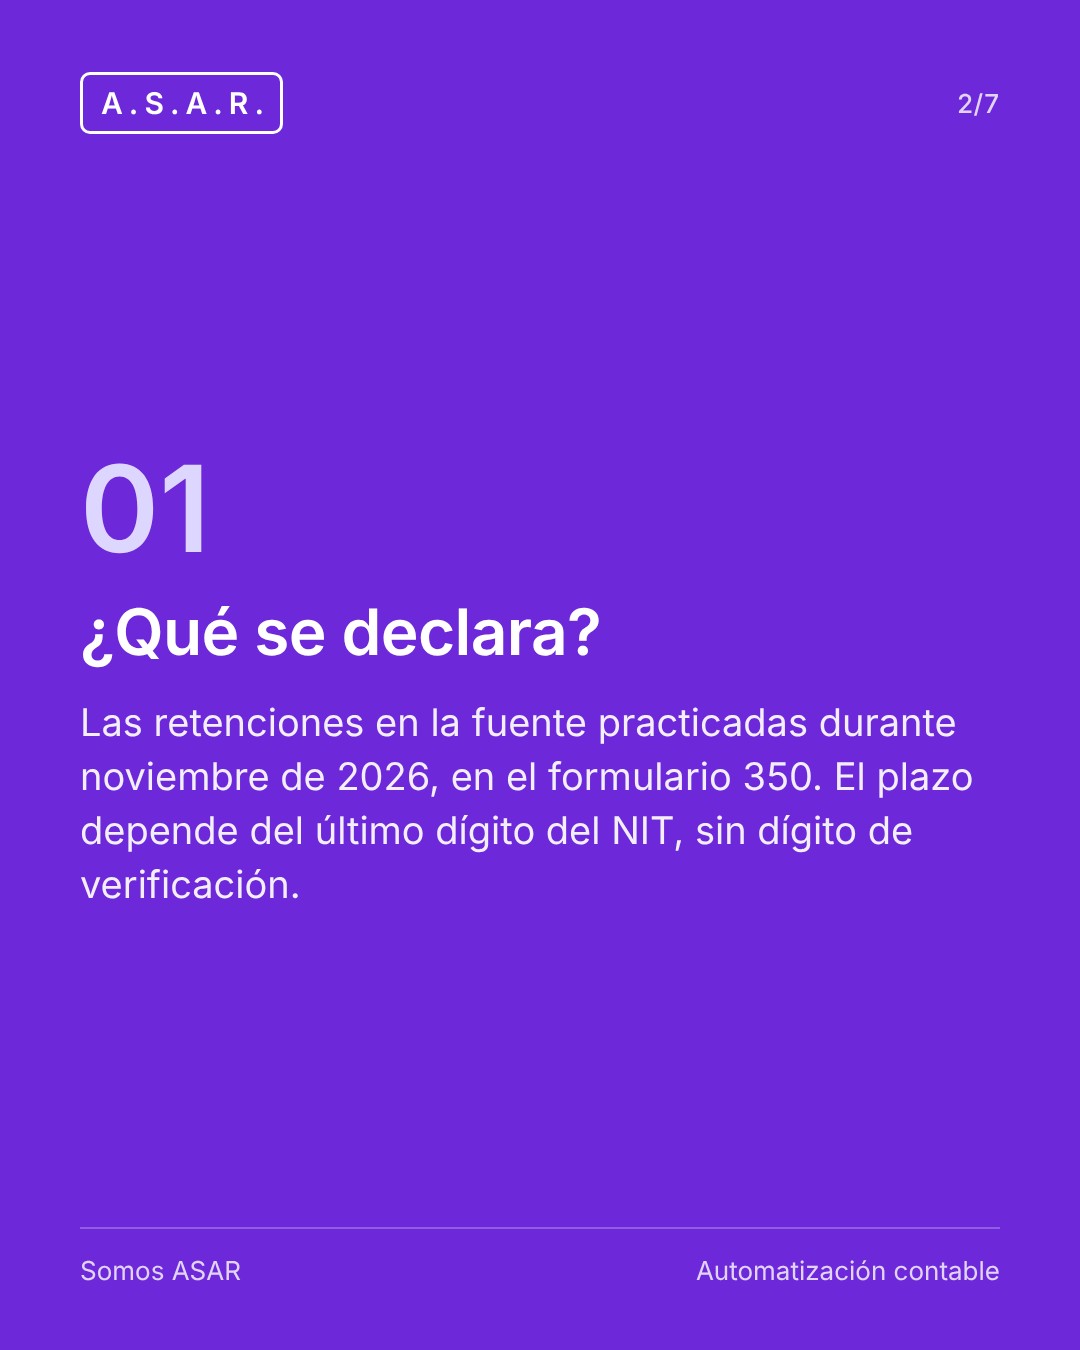 A.S.A.R.
2/7
01
¿Qué se declara?
Las retenciones en la fuente practicadas durante
noviembre de 2026, en el formulario 350. El plazo
depende del último dígito del NIT, sin dígito de
verificación.
Somos ASAR
Automatización contable